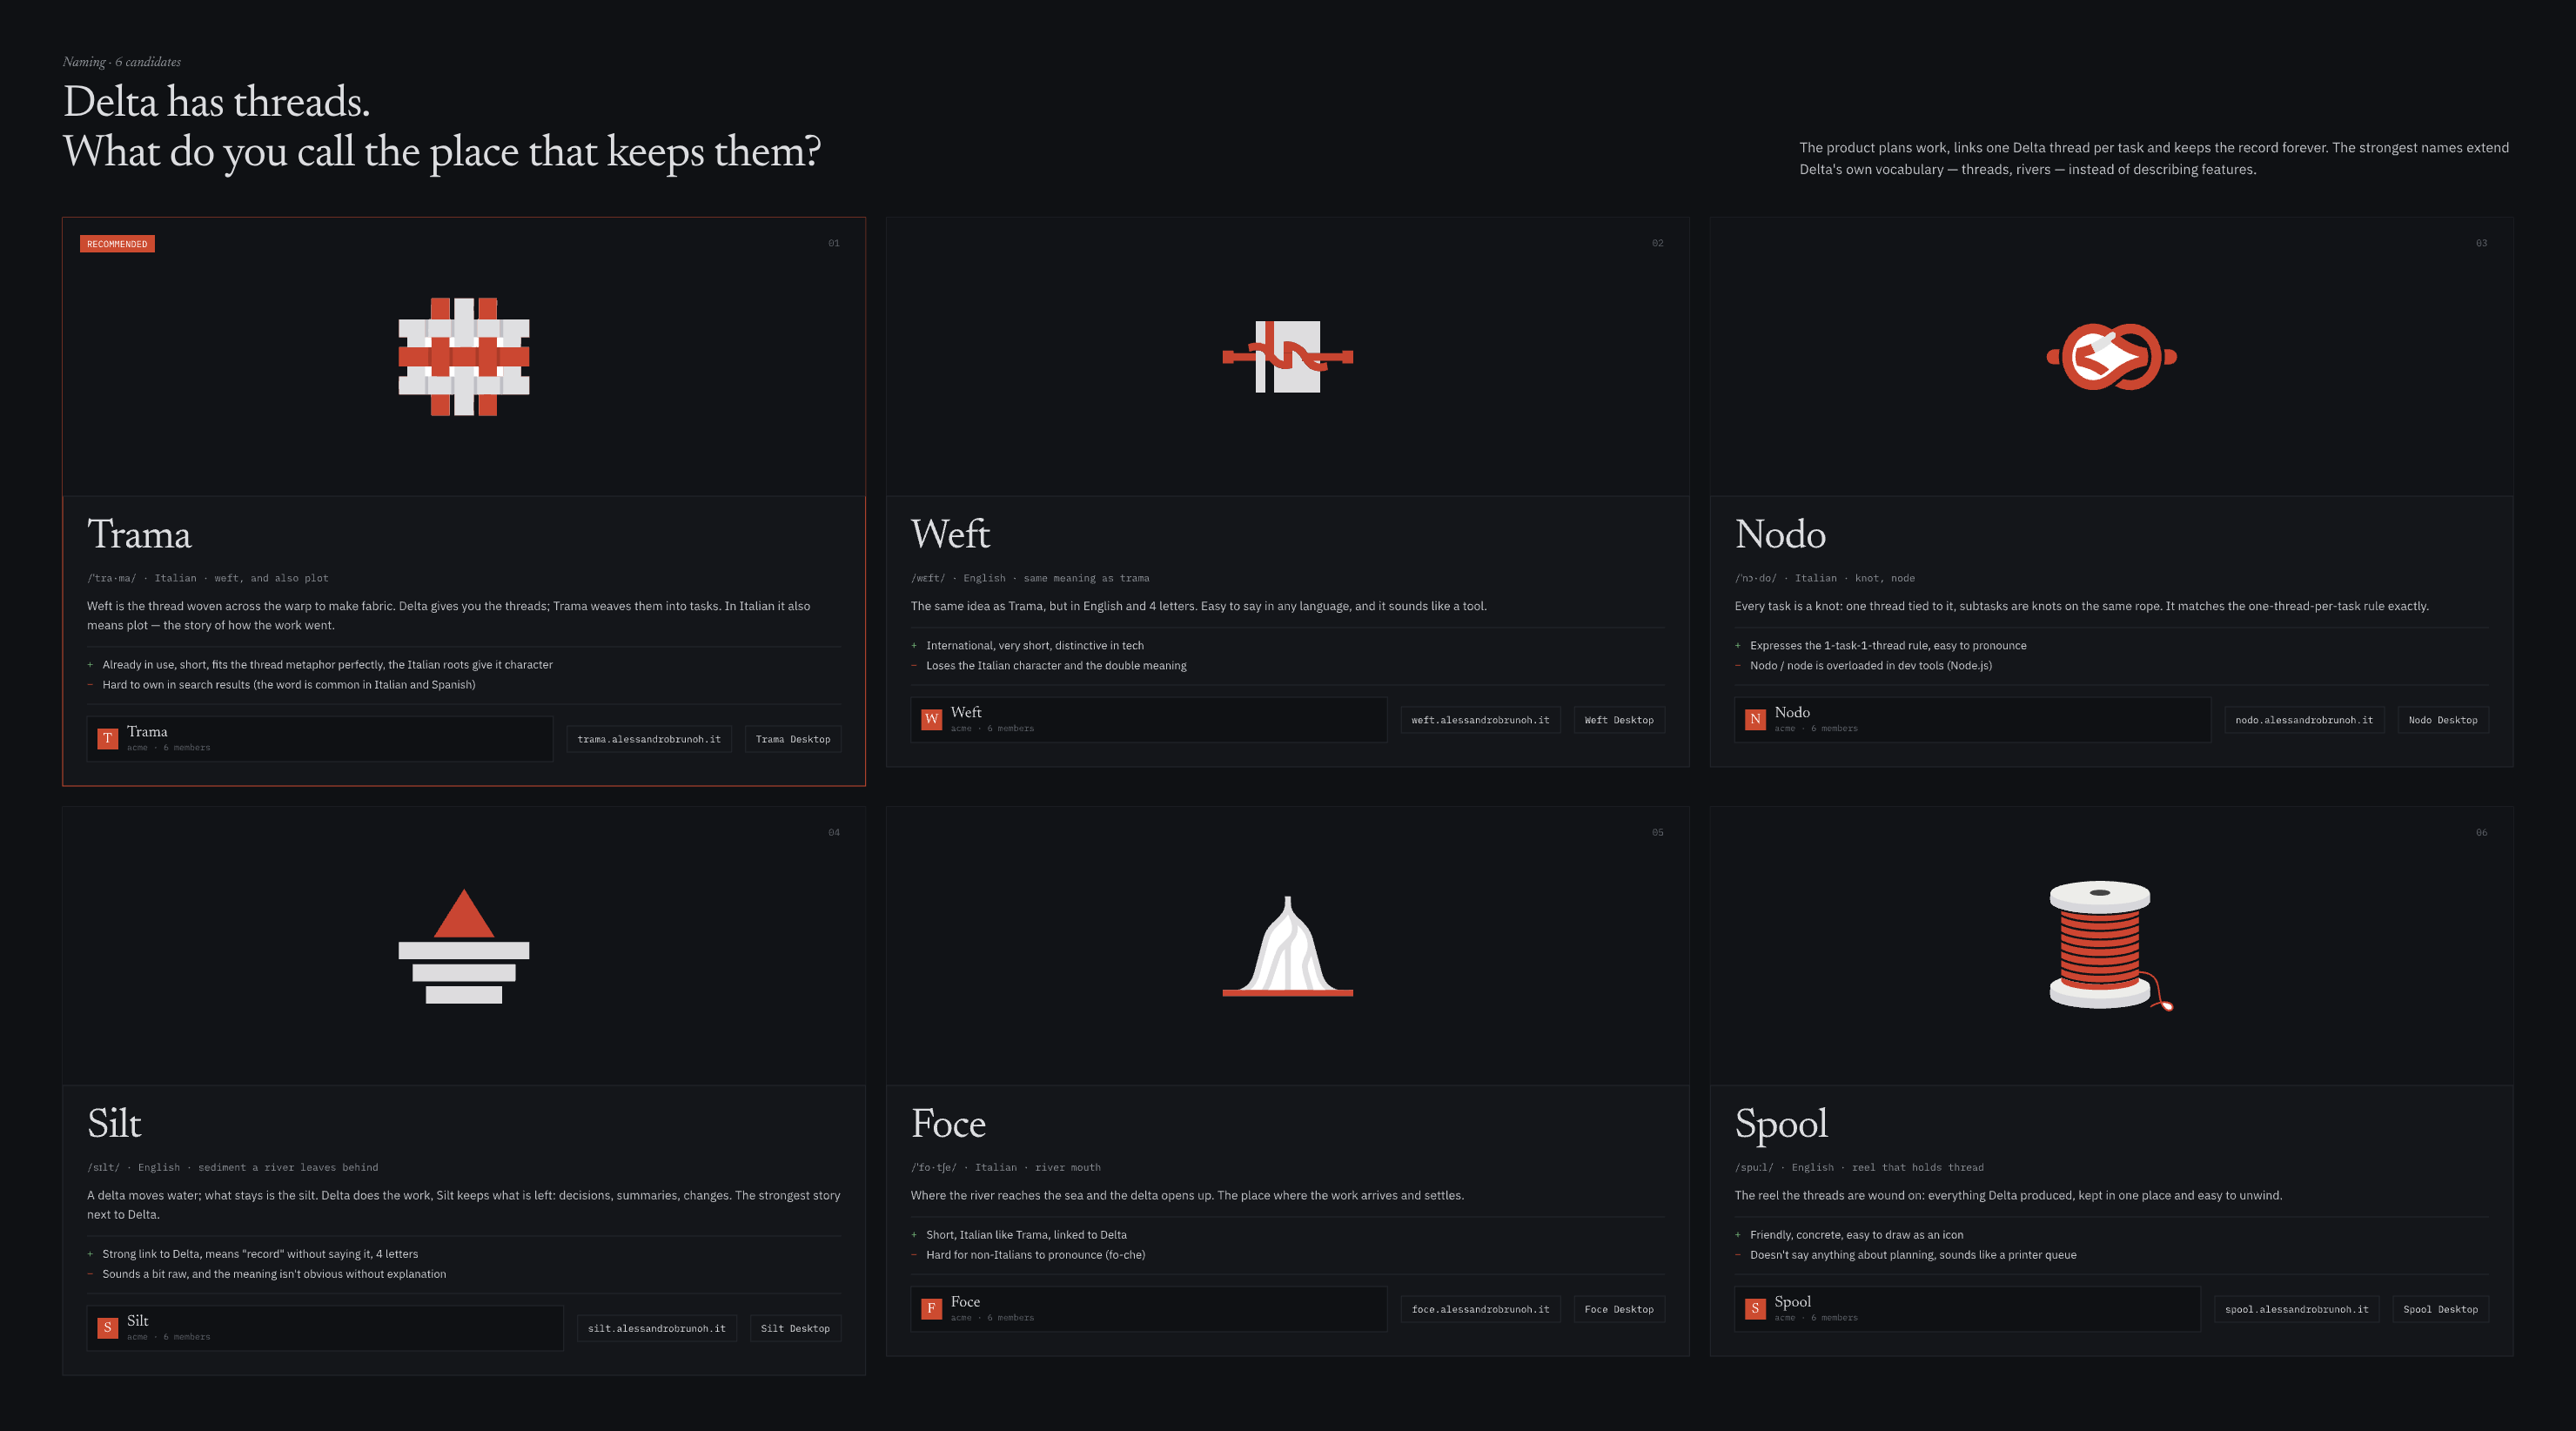 Naming · 6 candidates
Delta has threads.
What do you call the place that keeps them?
The product plans work, links one Delta thread per task and keeps the record forever. The strongest names extend
Delta's own vocabulary — threads, rivers — instead of describing features.
RECOMMENDED
01
Trama
/ˈtra·ma/ · Italian · weft, and also plot
Weft is the thread woven across the warp to make fabric. Delta gives you the threads; Trama weaves them into tasks. In Italian it also
means plot — the story of how the work went.
+ Already in use, short, fits the thread metaphor perfectly, the Italian roots give it character
− Hard to own in search results (the word is common in Italian and Spanish)
T
Trama
acme · 6 members
trama.alessandrobrunoh.it
Trama Desktop
02
Weft
/wɛft/ · English · same meaning as trama
The same idea as Trama, but in English and 4 letters. Easy to say in any language, and it sounds like a tool.
+ International, very short, distinctive in tech
− Loses the Italian character and the double meaning
W
Weft
acme · 6 members
weft.alessandrobrunoh.it
Weft Desktop
03
Nodo
/ˈnɔ·do/ · Italian · knot, node
Every task is a knot: one thread tied to it, subtasks are knots on the same rope. It matches the one-thread-per-task rule exactly.
+ Expresses the 1-task-1-thread rule, easy to pronounce
− Nodo / node is overloaded in dev tools (Node.js)
N
Nodo
acme · 6 members
nodo.alessandrobrunoh.it
Nodo Desktop
04
Silt
/sɪlt/ · English · sediment a river leaves behind
A delta moves water; what stays is the silt. Delta does the work, Silt keeps what is left: decisions, summaries, changes. The strongest story
next to Delta.
+ Strong link to Delta, means "record" without saying it, 4 letters
− Sounds a bit raw, and the meaning isn't obvious without explanation
S
Silt
acme · 6 members
silt.alessandrobrunoh.it
Silt Desktop
05
Foce
/ˈfo·tʃe/ · Italian · river mouth
Where the river reaches the sea and the delta opens up. The place where the work arrives and settles.
+ Short, Italian like Trama, linked to Delta
− Hard for non-Italians to pronounce (fo-che)
F
Foce
acme · 6 members
foce.alessandrobrunoh.it
Foce Desktop
06
Spool
/spuːl/ · English · reel that holds thread
The reel the threads are wound on: everything Delta produced, kept in one place and easy to unwind.
+ Friendly, concrete, easy to draw as an icon
− Doesn't say anything about planning, sounds like a printer queue
S
Spool
acme · 6 members
spool.alessandrobrunoh.it
Spool Desktop